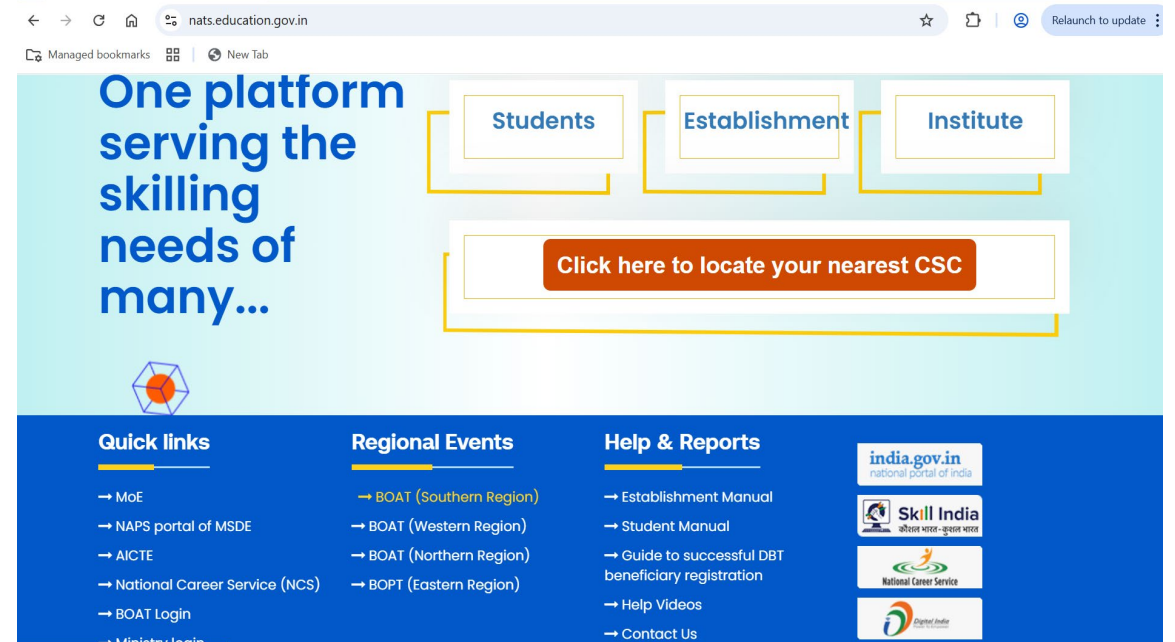 nats.education.gov.in
Relaunch to update
Managed bookmarks
New Tab
One platform
serving the
skilling
needs of
many...
Students
Establishment
Institute
Click here to locate your nearest CSC
Quick links
→ MoE
→ NAPS portal of MSDE
→ AICTE
→ National Career Service (NCS)
→ BOAT Login
→ Ministry login
Regional Events
→ BOAT (Southern Region)
→ BOAT (Western Region)
→ BOAT (Northern Region)
→ BOPT (Eastern Region)
Help & Reports
→ Establishment Manual
→ Student Manual
→ Guide to successful DBT
beneficiary registration
→ Help Videos
→ Contact Us
india.gov.in
national portal of india
Skill India
कौशल भारत-कुशल भारत
National Career Service
Digital India